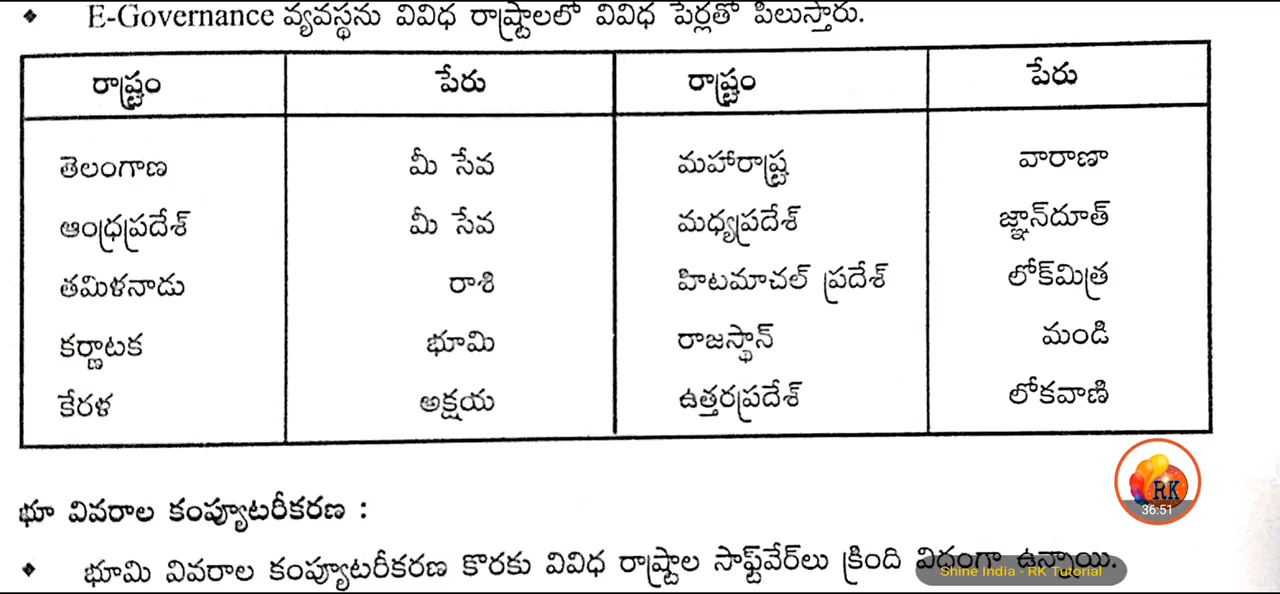 ❖ E-Governance వ్యవస్థను వివిధ రాష్ట్రాలలో వివిధ పేర్లతో పిలుస్తారు.
రాష్ట్రం పేరు రాష్ట్రం పేరు
తెలంగాణ మీ సేవ మహారాష్ట్ర వారాణా
ఆంధ్రప్రదేశ్ మీ సేవ మధ్యప్రదేశ్ జ్ఞాన్‌దూత్
తమిళనాడు రాశి హిటమాచల్ ప్రదేశ్ లోక్‌మిత్ర
కర్ణాటక భూమి రాజస్థాన్ మండి
కేరళ అక్షయ ఉత్తరప్రదేశ్ లోకవాణి
RK
36:51
భూ వివరాల కంప్యూటరీకరణ :
❖ భూమి వివరాల కంప్యూటరీకరణ కొరకు వివిధ రాష్ట్రాల సాఫ్ట్‌వేర్‌లు క్రింది విధంగా ఉన్నాయి.
Shine India - RK Tutorial